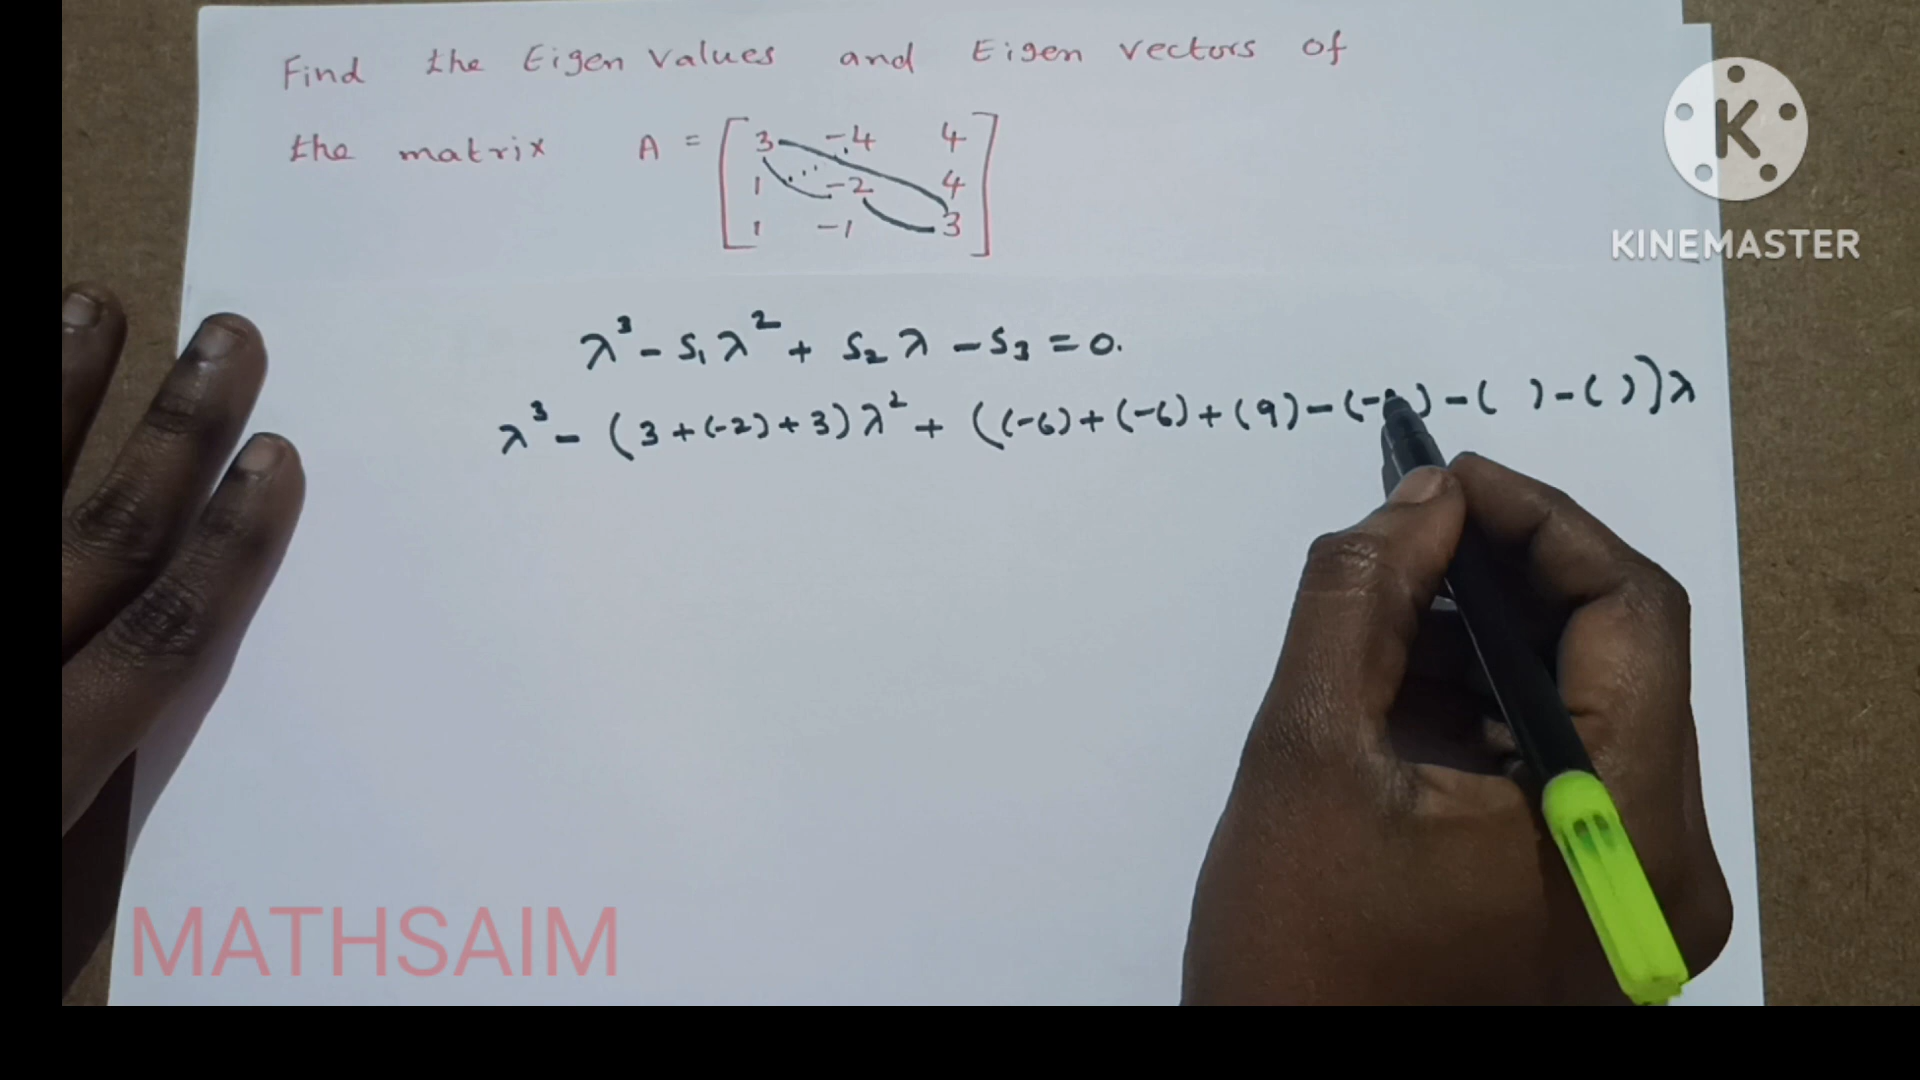 Find the Eigen values and Eigen vectors of
the matrix A = [ 3 -4 4
1 -2 4
1 -1 3 ]
λ³ - S₁λ² + S₂λ - S₃ = 0.
λ³ - (3+(-2)+3)λ² + ((-6)+(-6)+(9)-(- )-( )-( ))λ
K
KINEMASTER
MATHSAIM